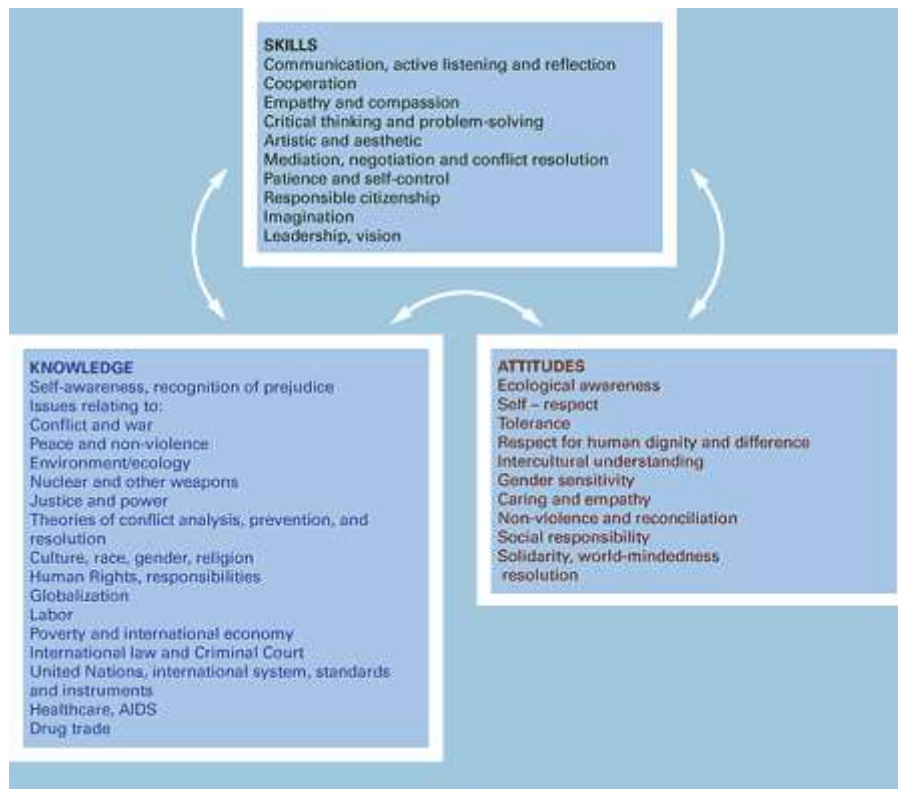 SKILLS
Communication, active listening and reflection
Cooperation
Empathy and compassion
Critical thinking and problem-solving
Artistic and aesthetic
Mediation, negotiation and conflict resolution
Patience and self-control
Responsible citizenship
Imagination
Leadership, vision
KNOWLEDGE
Self-awareness, recognition of prejudice
Issues relating to:
Conflict and war
Peace and non-violence
Environment/ecology
Nuclear and other weapons
Justice and power
Theories of conflict analysis, prevention, and
resolution
Culture, race, gender, religion
Human Rights, responsibilities
Globalization
Labor
Poverty and international economy
International law and Criminal Court
United Nations, international system, standards
and instruments
Healthcare, AIDS
Drug trade
ATTITUDES
Ecological awareness
Self – respect
Tolerance
Respect for human dignity and difference
Intercultural understanding
Gender sensitivity
Caring and empathy
Non-violence and reconciliation
Social responsibility
Solidarity, world-mindedness
resolution